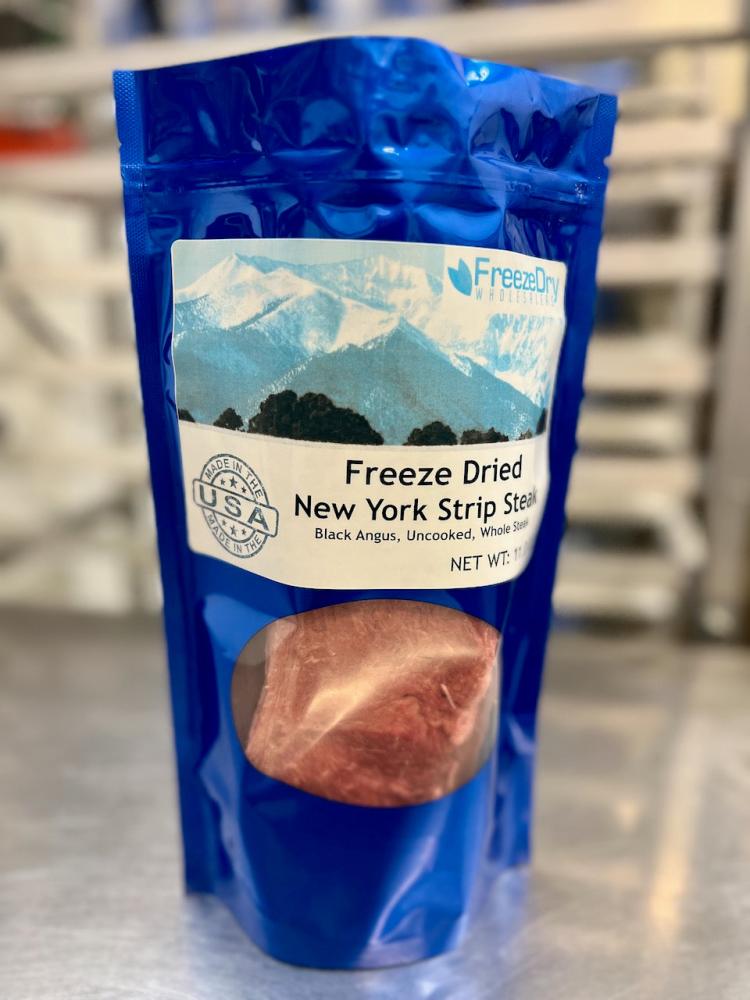 FreezeDry
WHOLESALERS
Freeze Dried
New York Strip Steak
Black Angus, Uncooked, Whole Steak
NET WT:
MADE IN THE
USA
MADE IN THE